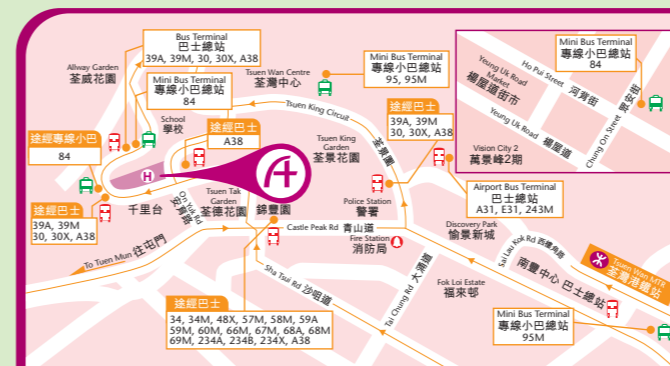 Bus Terminal
巴士總站
39A, 39M, 30, 30X, A38
Allway Garden
荃威花園
Mini Bus Terminal
專線小巴總站
84
School
學校
途經專線小巴
84
途經巴士
A38
Tsuen Wan Centre
荃灣中心
Mini Bus Terminal
專線小巴總站
95, 95M
Tsuen King Circuit
荃景圍
Tsuen King
Garden
荃景花園
途經巴士
39A, 39M
30, 30X, A38
H
千里台
On Yuk Rd
安育路
Tsuen Tak
Garden
荃德花園
錦豐園
途經巴士
39A, 39M
30, 30X, A38
Police Station
警署
Castle Peak Rd 青山道
Fire Station
消防局
To Tuen Mun 往屯門
Sha Tsui Rd 沙咀道
途經巴士
34, 34M, 48X, 57M, 58M, 59A
59M, 60M, 66M, 67M, 68A, 68M
69M, 234A, 234B, 234X, A38
Tai Chung Rd 大涌道
Fok Loi Estate
福來邨
Discovery Park
愉景新城
Sai Lau Kok Rd 西樓角路
南豐中心 巴士總站
Tsuen Wan MTR
荃灣港鐵站
Mini Bus Terminal
專線小巴總站
95M
Airport Bus Terminal
巴士總站
A31, E31, 243M
Mini Bus Terminal
專線小巴總站
84
Yeung Uk Road
Market
楊屋道街市
Ho Pui Street 河背街
Yeung Uk Road 楊屋道
Chung On Street 眾安街
Vision City 2
萬景峰2期